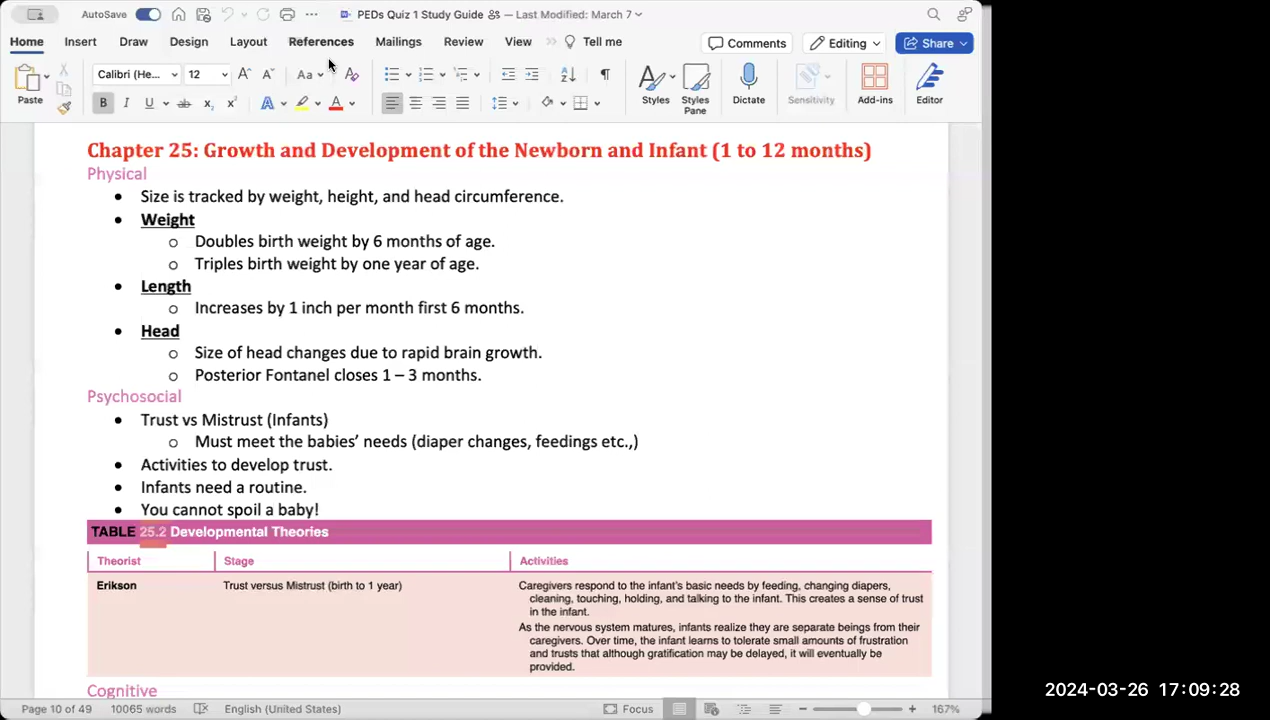 AutoSave
PEDs Quiz 1 Study Guide
— Last Modified: March 7
Home
Insert
Draw
Design
Layout
References
Mailings
Review
View
Tell me
Comments
Editing
Share
Paste
Calibri (He...
12
Aa
Styles
Styles
Pane
Dictate
Sensitivity
Add-ins
Editor
Chapter 25: Growth and Development of the Newborn and Infant (1 to 12 months)
Physical
• Size is tracked by weight, height, and head circumference.
• Weight
o Doubles birth weight by 6 months of age.
o Triples birth weight by one year of age.
• Length
o Increases by 1 inch per month first 6 months.
• Head
o Size of head changes due to rapid brain growth.
o Posterior Fontanel closes 1 – 3 months.
Psychosocial
• Trust vs Mistrust (Infants)
o Must meet the babies’ needs (diaper changes, feedings etc.,)
• Activities to develop trust.
• Infants need a routine.
• You cannot spoil a baby!
TABLE 25.2 Developmental Theories
Theorist
Stage
Activities
Erikson
Trust versus Mistrust (birth to 1 year)
Caregivers respond to the infant's basic needs by feeding, changing diapers,
cleaning, touching, holding, and talking to the infant. This creates a sense of trust
in the infant.
As the nervous system matures, infants realize they are separate beings from their
caregivers. Over time, the infant learns to tolerate small amounts of frustration
and trusts that although gratification may be delayed, it will eventually be
provided.
Cognitive
Page 10 of 49
10065 words
English (United States)
Focus
167%
2024-03-26 17:09:28